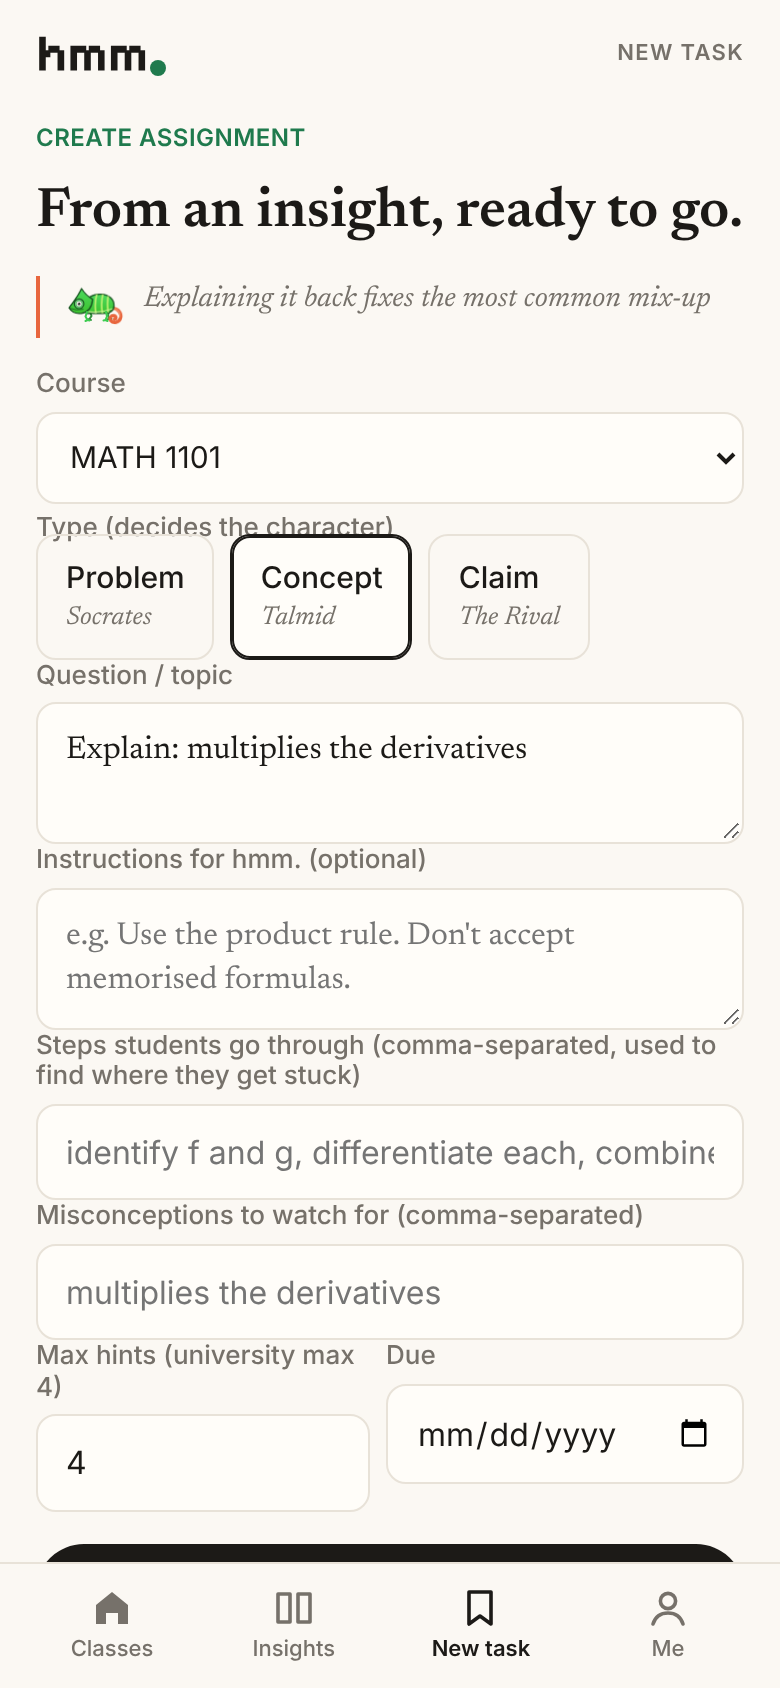 hmm.
NEW TASK
CREATE ASSIGNMENT
From an insight, ready to go.
Explaining it back fixes the most common mix-up
Course
MATH 1101
Type (decides the character)
Problem
Socrates
Concept
Talmid
Claim
The Rival
Question / topic
Explain: multiplies the derivatives
Instructions for hmm. (optional)
e.g. Use the product rule. Don't accept
memorised formulas.
Steps students go through (comma-separated, used to
find where they get stuck)
identify f and g, differentiate each, combine
Misconceptions to watch for (comma-separated)
multiplies the derivatives
Max hints (university max
4)
Due
4
mm/dd/yyyy
Classes
Insights
New task
Me